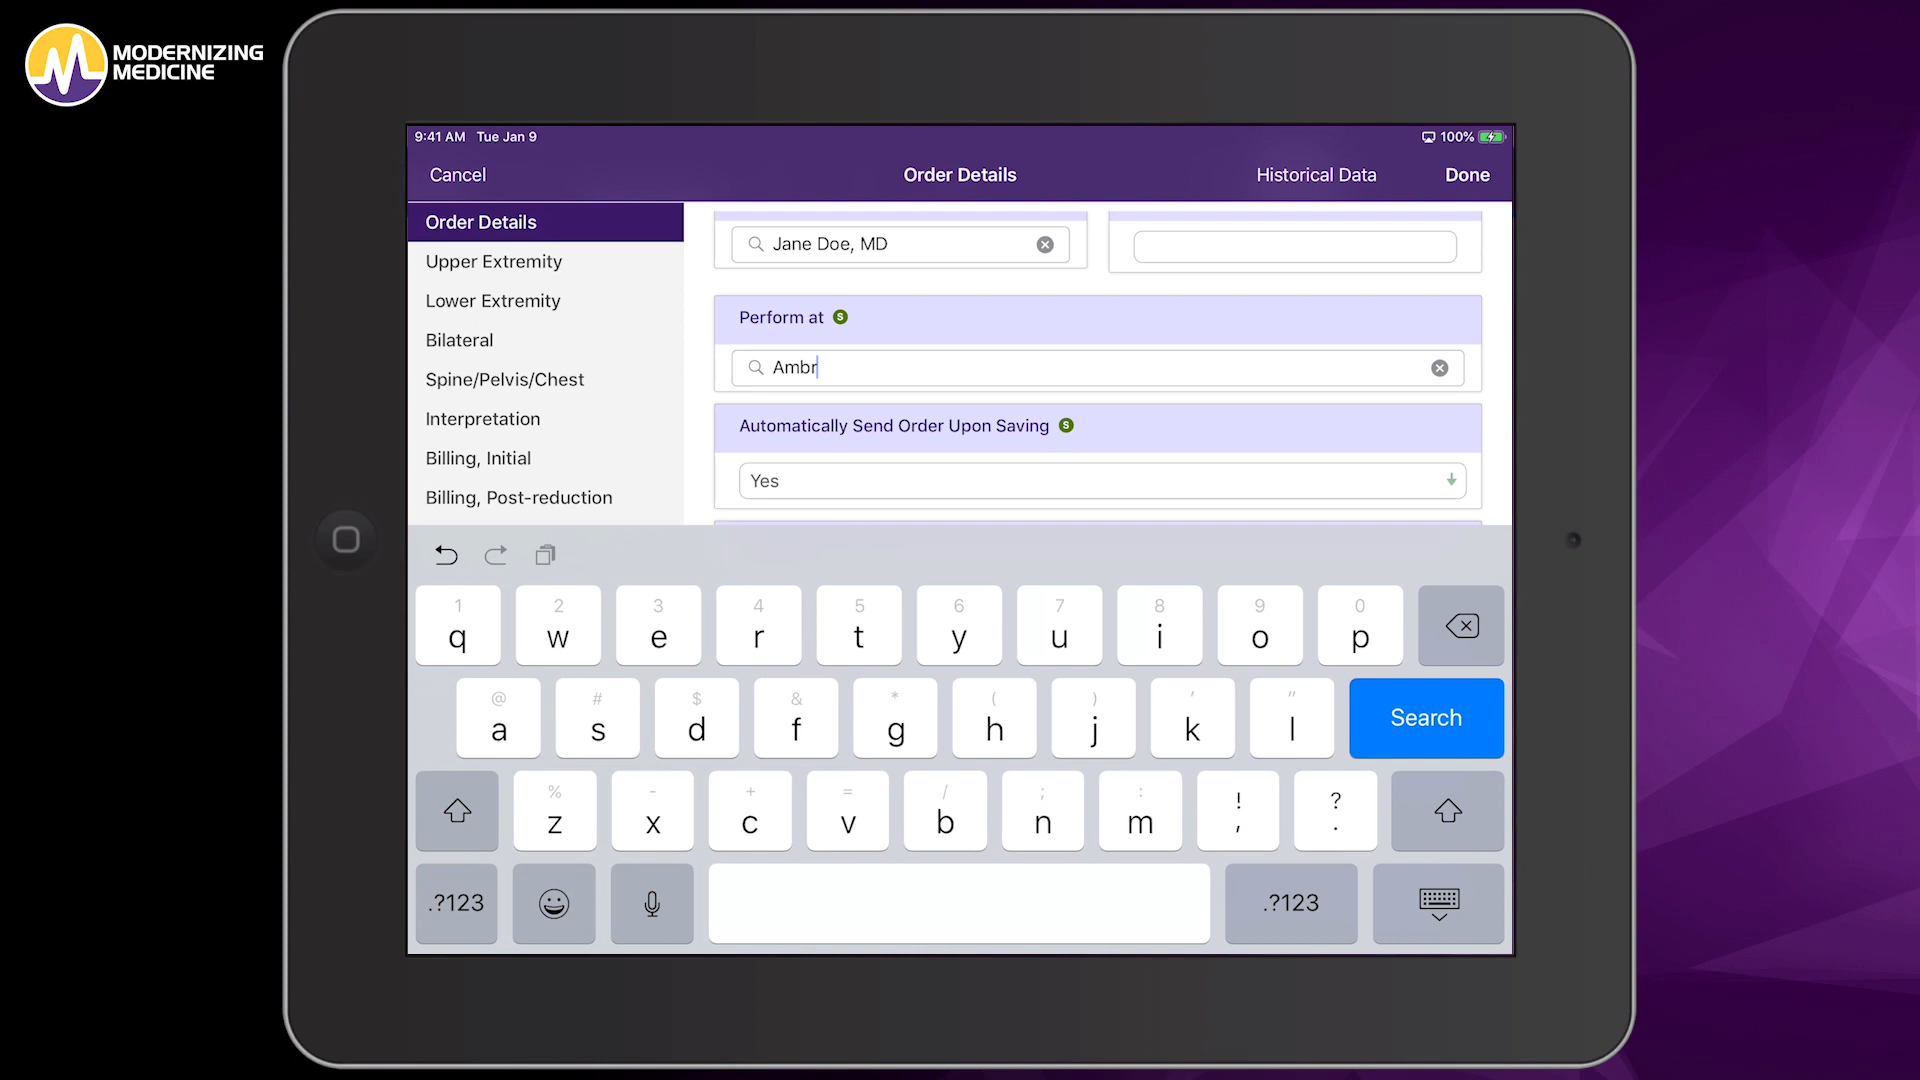 MODERNIZING
MEDICINE
9:41 AM Tue Jan 9
100%
Cancel
Order Details
Historical Data
Done
Order Details
Upper Extremity
Lower Extremity
Bilateral
Spine/Pelvis/Chest
Interpretation
Billing, Initial
Billing, Post-reduction
Jane Doe, MD
Perform at S
Ambr
Automatically Send Order Upon Saving S
Yes
1 2 3 4 5 6 7 8 9 0
q w e r t y u i o p
@ # $ & * ( ) ' "
a s d f g h j k l Search
% - + = / ; : ! ?
z x c v b n m , .
.?123 .?123